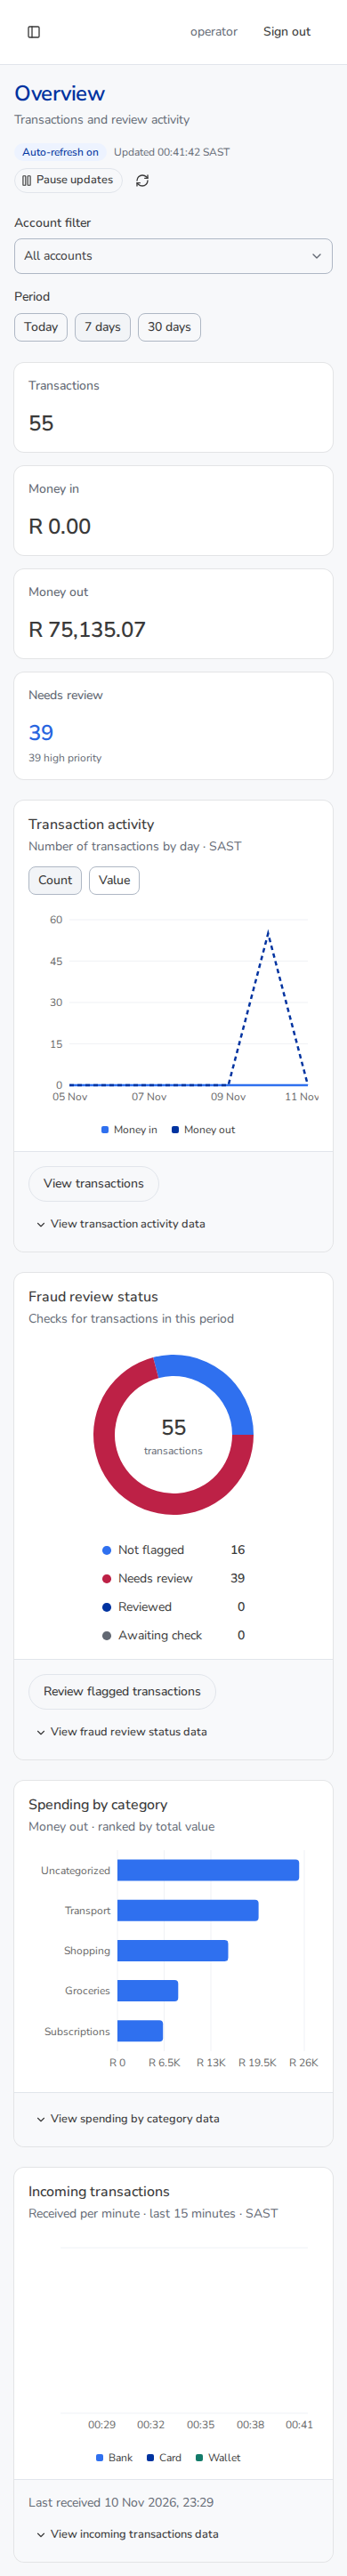 operator Sign out
Overview
Transactions and review activity
Auto-refresh on Updated 00:41:42 SAST
Pause updates
Account filter
All accounts
Period
Today 7 days 30 days
Transactions
55
Money in
R 0.00
Money out
R 75,135.07
Needs review
39
39 high priority
Transaction activity
Number of transactions by day · SAST
Count Value
60
45
30
15
0
05 Nov 07 Nov 09 Nov 11 Nov
Money in Money out
View transactions
View transaction activity data
Fraud review status
Checks for transactions in this period
55
transactions
Not flagged 16
Needs review 39
Reviewed 0
Awaiting check 0
Review flagged transactions
View fraud review status data
Spending by category
Money out · ranked by total value
Uncategorized
Transport
Shopping
Groceries
Subscriptions
R 0 R 6.5K R 13K R 19.5K R 26K
View spending by category data
Incoming transactions
Received per minute · last 15 minutes · SAST
00:29 00:32 00:35 00:38 00:41
Bank Card Wallet
Last received 10 Nov 2026, 23:29
View incoming transactions data